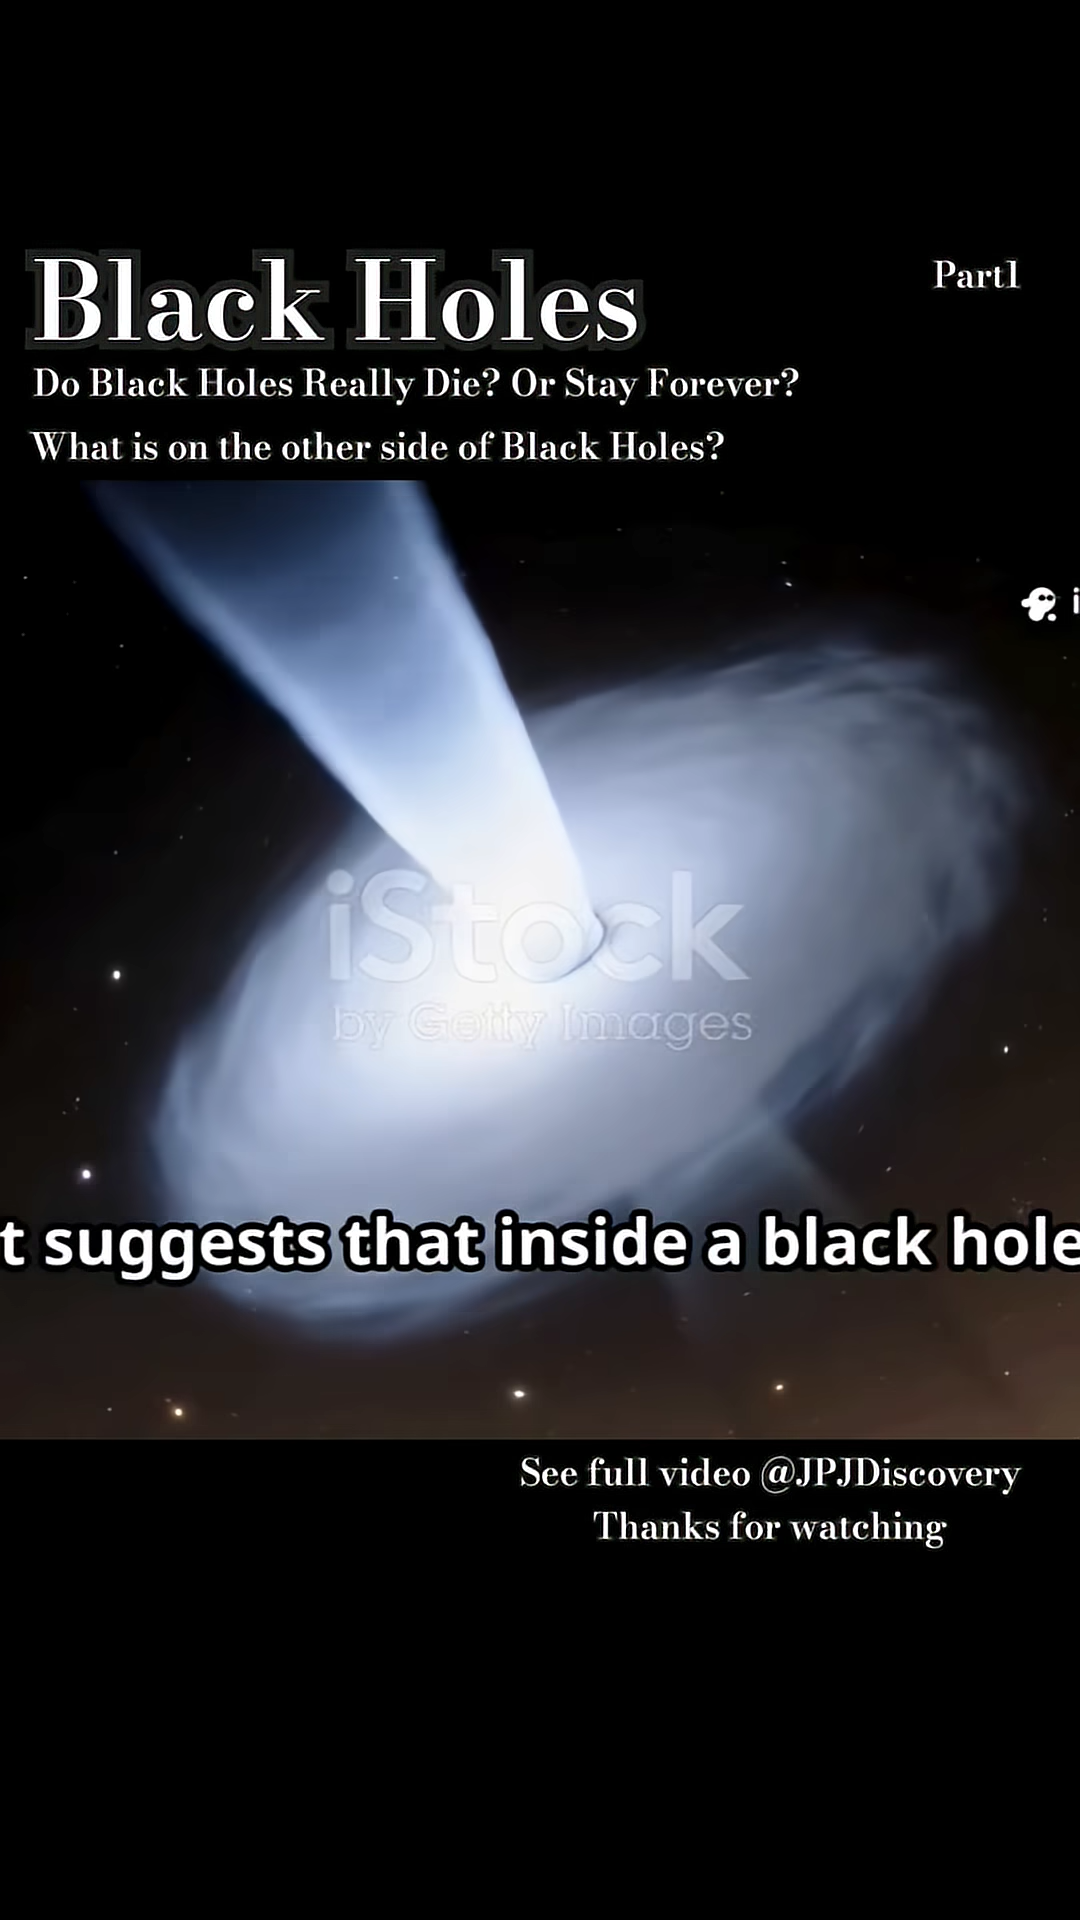 Black Holes
Part1
Do Black Holes Really Die? Or Stay Forever?
What is on the other side of Black Holes?
i
iStock
by Getty Images
t suggests that inside a black hole
See full video @JPJDiscovery
Thanks for watching